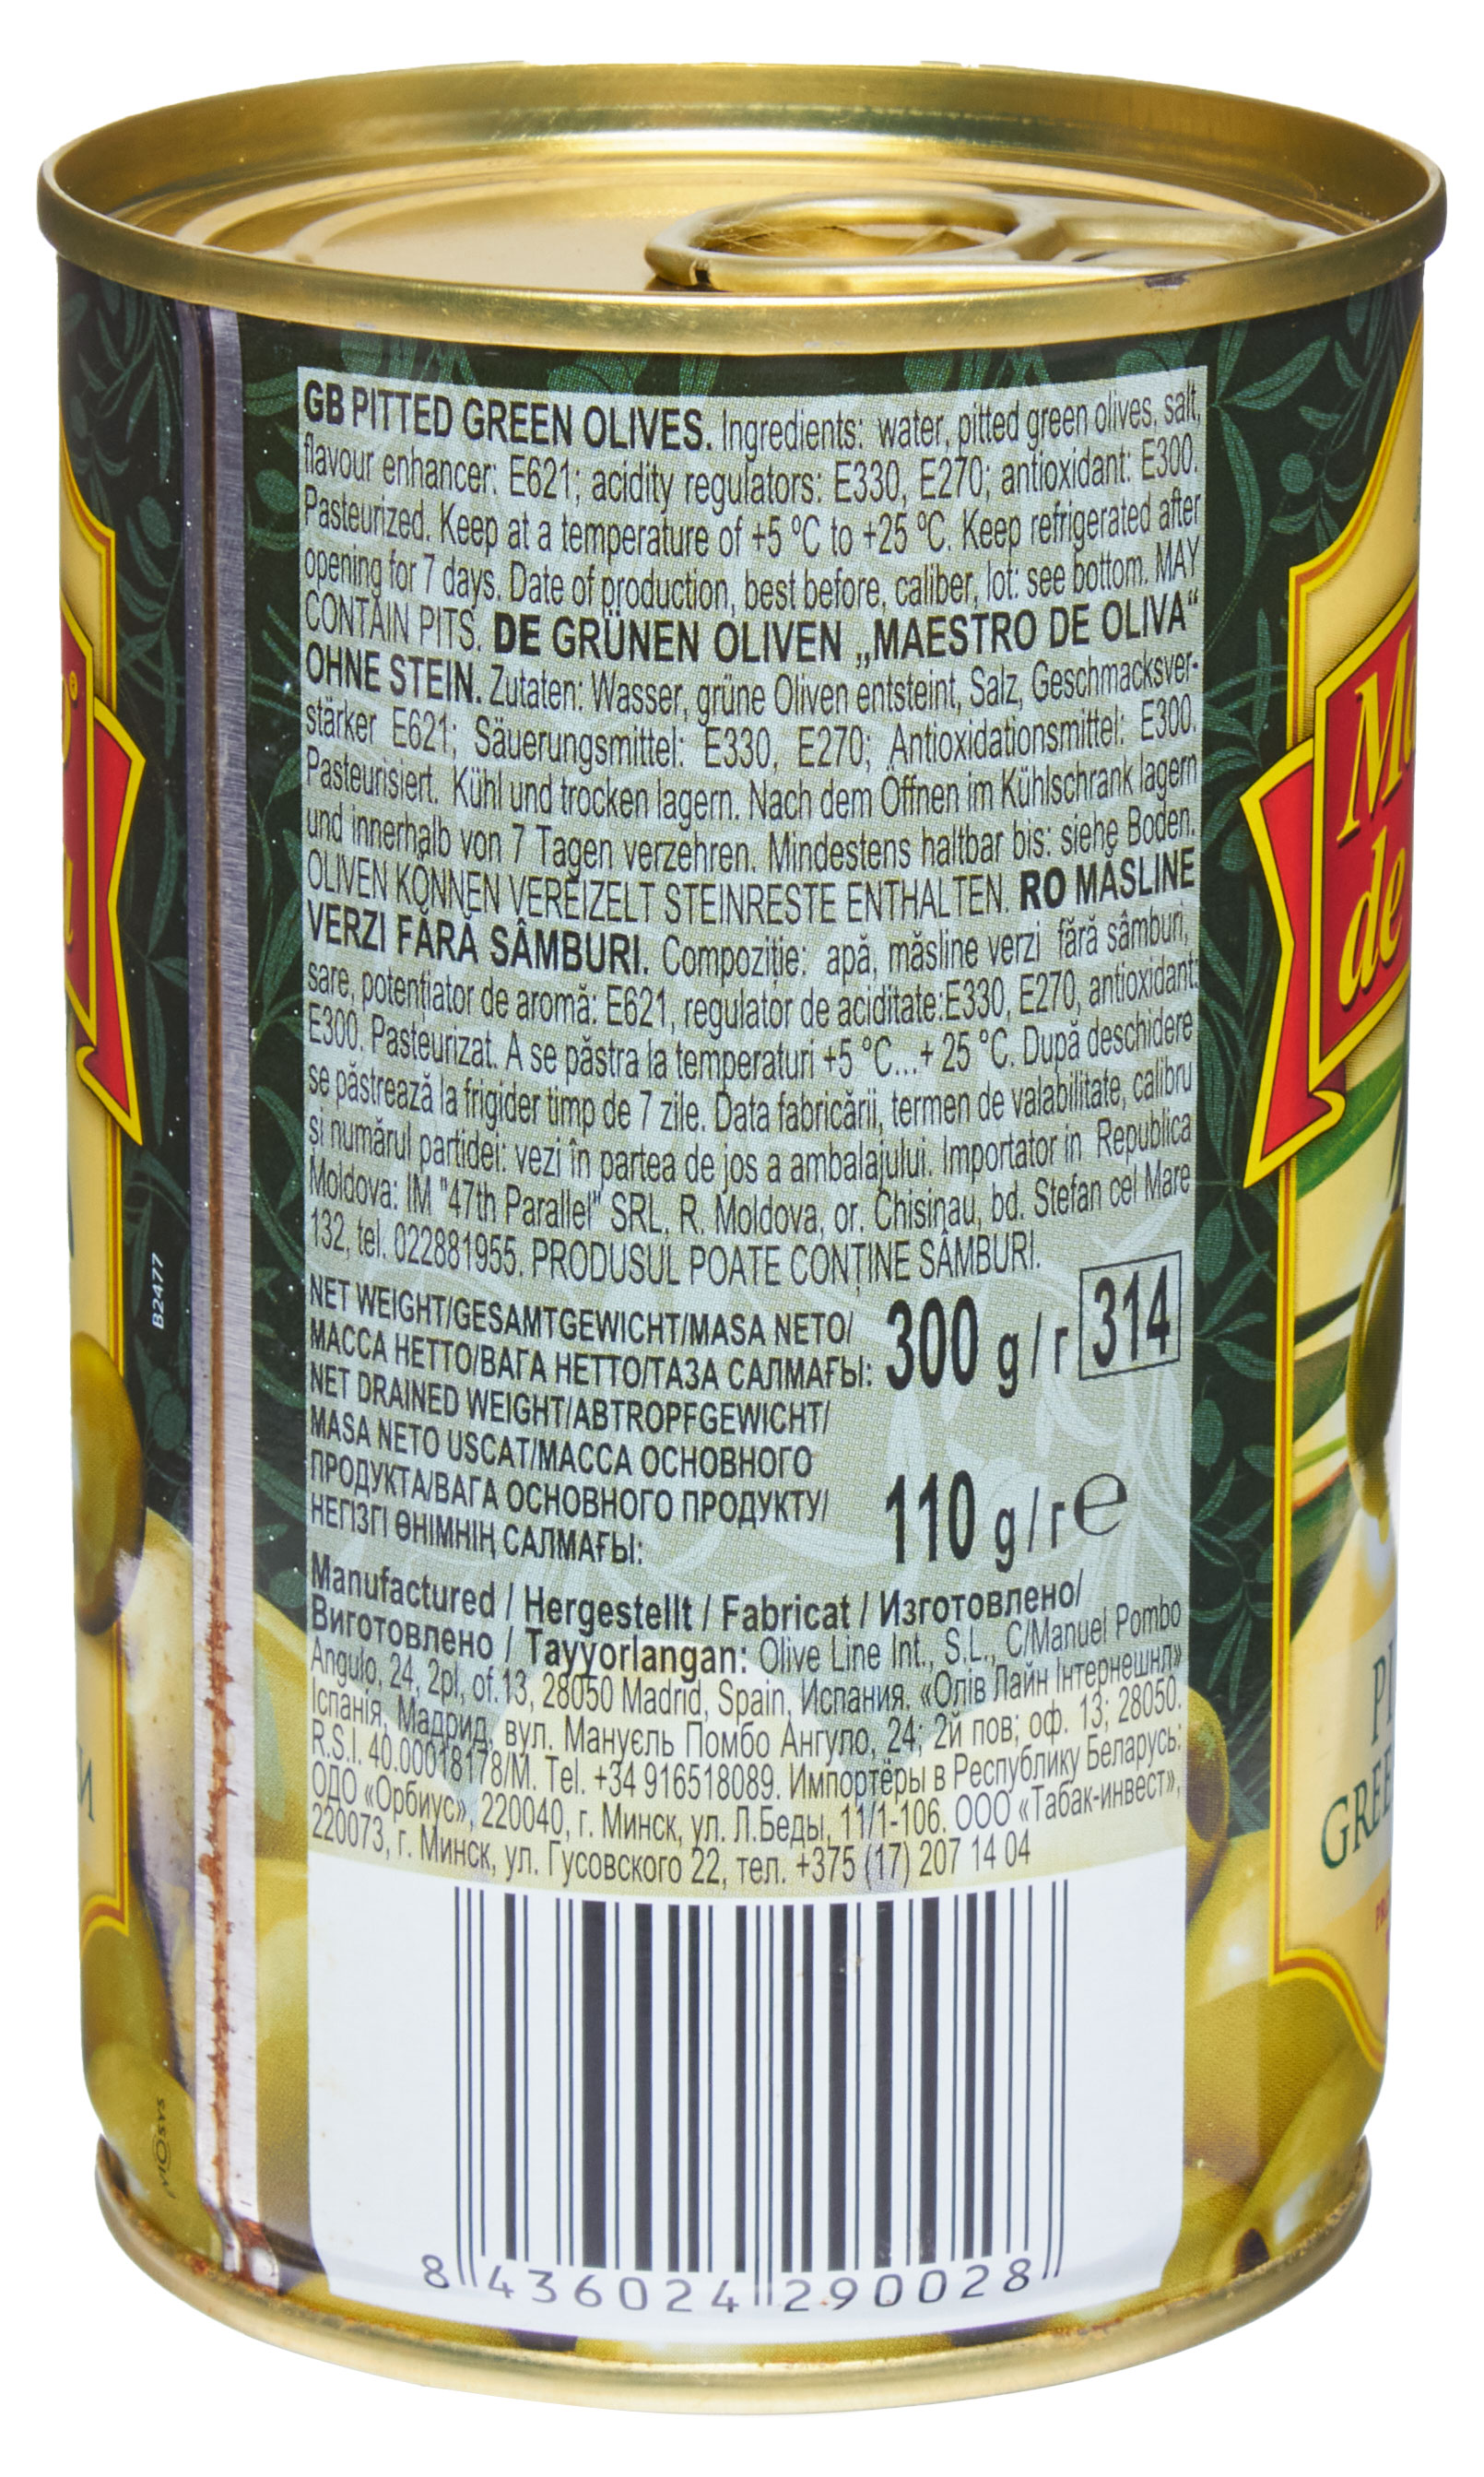 GB PITTED GREEN OLIVES. Ingredients: water, pitted green olives, salt,
flavour enhancer: E621; acidity regulators: E330, E270; antioxidant: E300.
Pasteurized. Keep at a temperature of +5 ºC to +25 ºC. Keep refrigerated after
opening for 7 days. Date of production, best before, caliber, lot: see bottom. MAY
CONTAIN PITS. DE GRÜNEN OLIVEN „MAESTRO DE OLIVA“
OHNE STEIN. Zutaten: Wasser, grüne Oliven entsteint, Salz, Geschmacksver-
stärker E621; Säuerungsmittel: E330, E270; Antioxidationsmittel: E300.
Pasteurisiert. Kühl und trocken lagern. Nach dem Öffnen im Kühlschrank lagern
und innerhalb von 7 Tagen verzehren. Mindestens haltbar bis: siehe Boden.
OLIVEN KÖNNEN VEREIZELT STEINRESTE ENTHALTEN. RO MĂSLINE
VERZI FĂRĂ SÂMBURI. Compoziție: apă, măsline verzi fără sâmburi,
sare, potențiator de aromă: E621, regulator de aciditate:E330, E270, antioxidant:
E300. Pasteurizat. A se păstra la temperaturi +5 °C...+ 25 °C. După deschidere
se păstrează la frigider timp de 7 zile. Data fabricării, termen de valabilitate, calibru
și numărul partidei: vezi în partea de jos a ambalajului. Importator in Republica
Moldova: IM "47th Parallel" SRL, R. Moldova, or. Chisinau, bd. Stefan cel Mare
132, tel. 022881955. PRODUSUL POATE CONȚINE SÂMBURI.
NET WEIGHT/GESAMTGEWICHT/MASA NETO/
МАССА НЕТТО/ВАГА НЕТТО/ТАЗА САЛМАҒЫ: 300 g/г 314
NET DRAINED WEIGHT/ABTROPFGEWICHT/
MASA NETO USCAT/МАССА ОСНОВНОГО
ПРОДУКТА/ВАГА ОСНОВНОГО ПРОДУКТУ/
НЕГІЗГІ ӨНІМНІҢ САЛМАҒЫ: 110 g/г e
Manufactured / Hergestellt / Fabricat / Изготовлено/
Виготовлено / Tayyorlangan: Olive Line Int., S.L., C/Manuel Pombo
Angulo, 24, 2pl, of.13, 28050 Madrid, Spain, Испания. «Олів Лайн Інтернешнл»
Іспанія, Мадрид, вул. Мануєль Помбо Ангуло, 24; 2й пов; оф. 13; 28050.
R.S.I. 40.00018178/M. Tel. +34 916518089. Импортёры в Республику Беларусь:
ОДО «Орбиус», 220040, г. Минск, ул. Л.Беды, 11/1-106. ООО «Табак-инвест»,
220073, г. Минск, ул. Гусовского 22, тел. +375 (17) 207 14 04
8 436024 290028
B2477
de